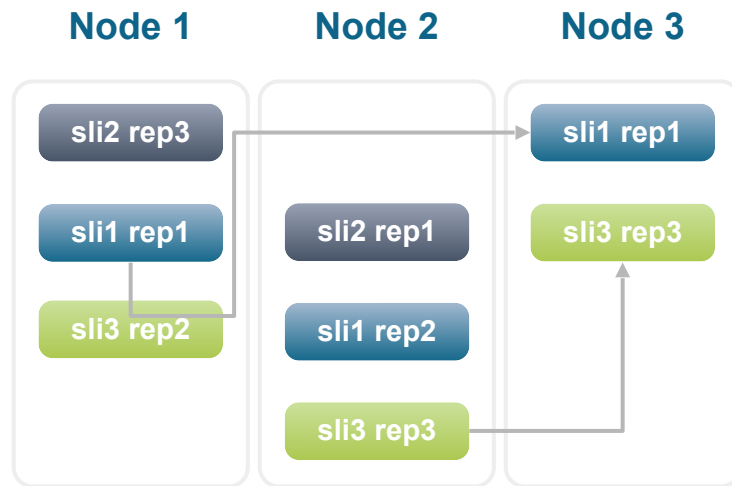 Node 1
Node 2
Node 3
sli2 rep3
sli1 rep1
sli3 rep2
sli2 rep1
sli1 rep2
sli3 rep3
sli1 rep1
sli3 rep3